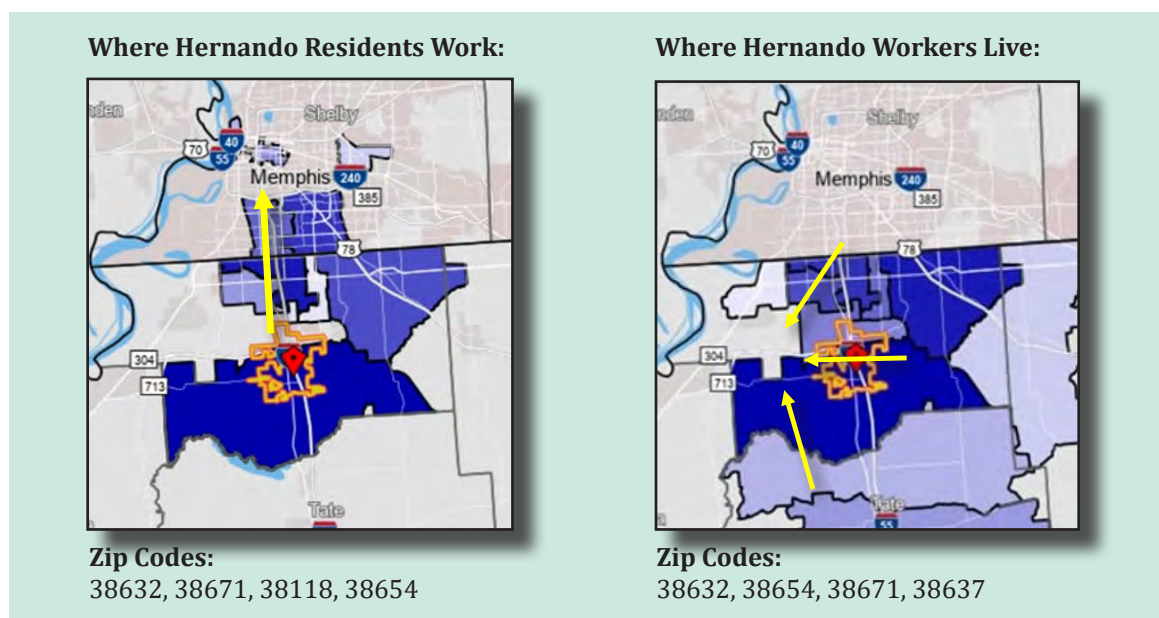 Where Hernando Residents Work:
Shelby
40
70
55
Memphis
240
385
78
304
713
Tate
Zip Codes:
38632, 38671, 38118, 38654
Where Hernando Workers Live:
Shelby
40
70
55
Memphis
240
385
78
304
713
Tate
55
Zip Codes:
38632, 38654, 38671, 38637